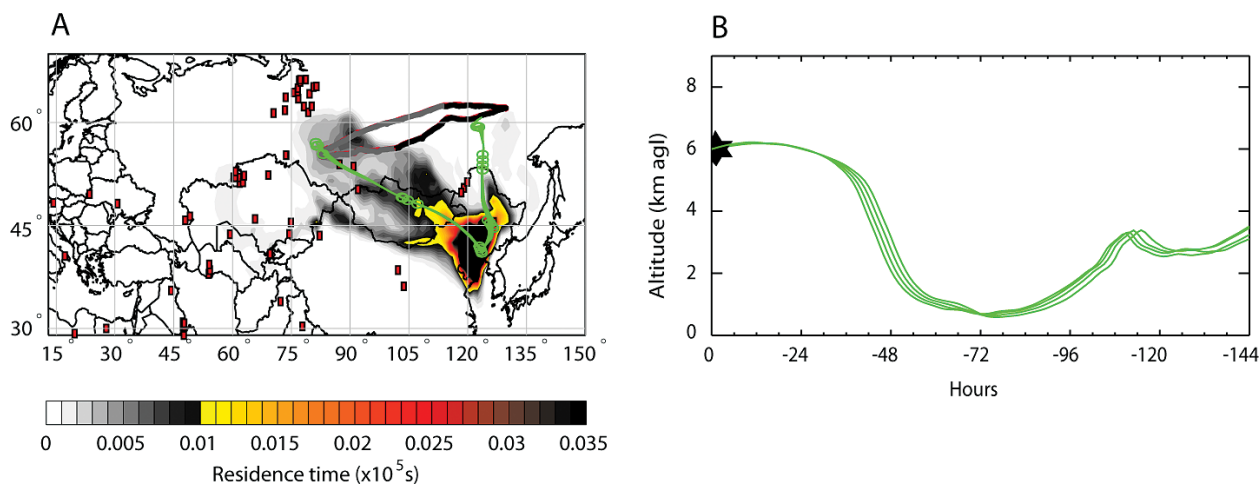 A
B
60°
45°
30°
15° 30° 45° 60° 75° 90° 105° 120° 135° 150°
0 0.005 0.01 0.015 0.02 0.025 0.03 0.035
Residence time (x10⁵s)
Altitude (km agl)
8
6
4
2
0
0 -24 -48 -72 -96 -120 -144
Hours